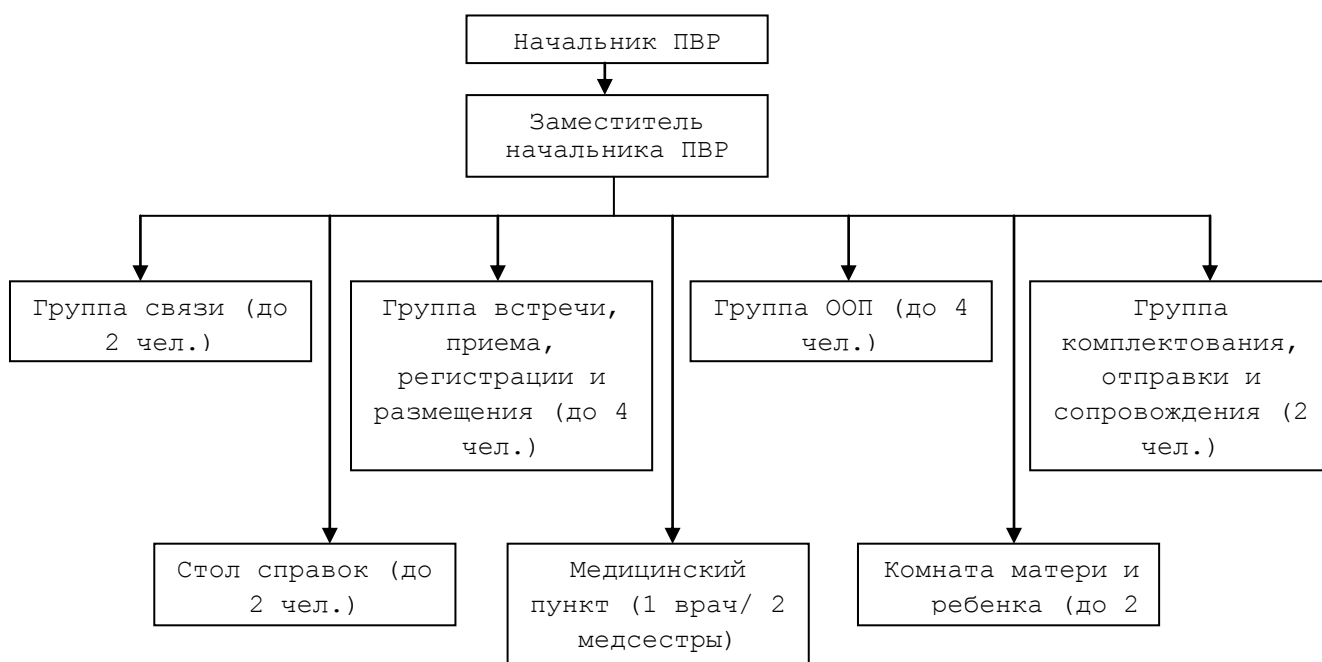 Начальник ПВР
Заместитель
начальника ПВР
Группа связи (до
2 чел.)
Группа встречи,
приема,
регистрации и
размещения (до 4
чел.)
Группа ООП (до 4
чел.)
Группа
комплектования,
отправки и
сопровождения (2
чел.)
Стол справок (до
2 чел.)
Медицинский
пункт (1 врач/ 2
медсестры)
Комната матери и
ребенка (до 2